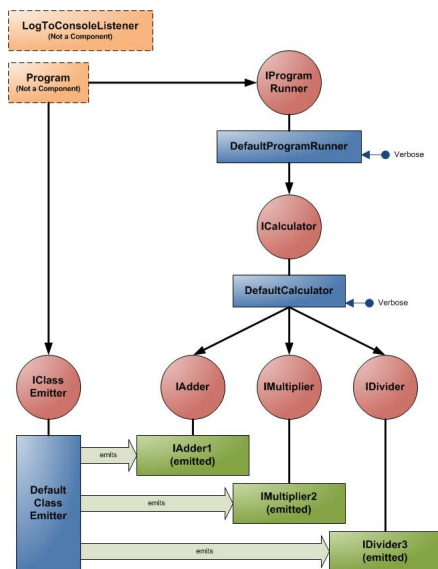 LogToConsoleListener
(Not a Component)
Program
(Not a Component)
IProgram
Runner
DefaultProgramRunner
Verbose
ICalculator
DefaultCalculator
Verbose
IClass
Emitter
IAdder
IMultiplier
IDivider
Default
Class
Emitter
emits
IAdder1
(emitted)
emits
IMultiplier2
(emitted)
emits
IDivider3
(emitted)